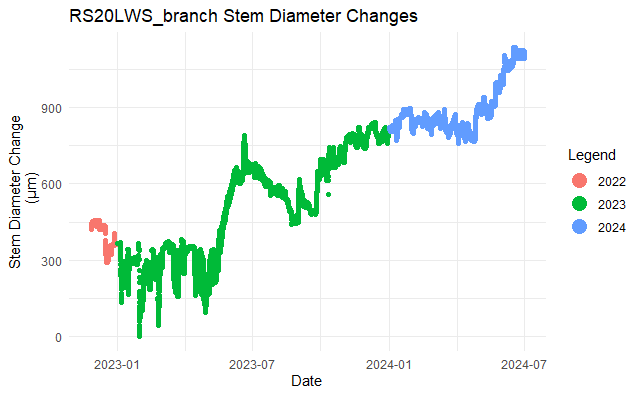 RS20LWS_branch Stem Diameter Changes
Stem Diameter Change
(μm)
900
600
300
0
2023-01
2023-07
2024-01
2024-07
Date
Legend
2022
2023
2024